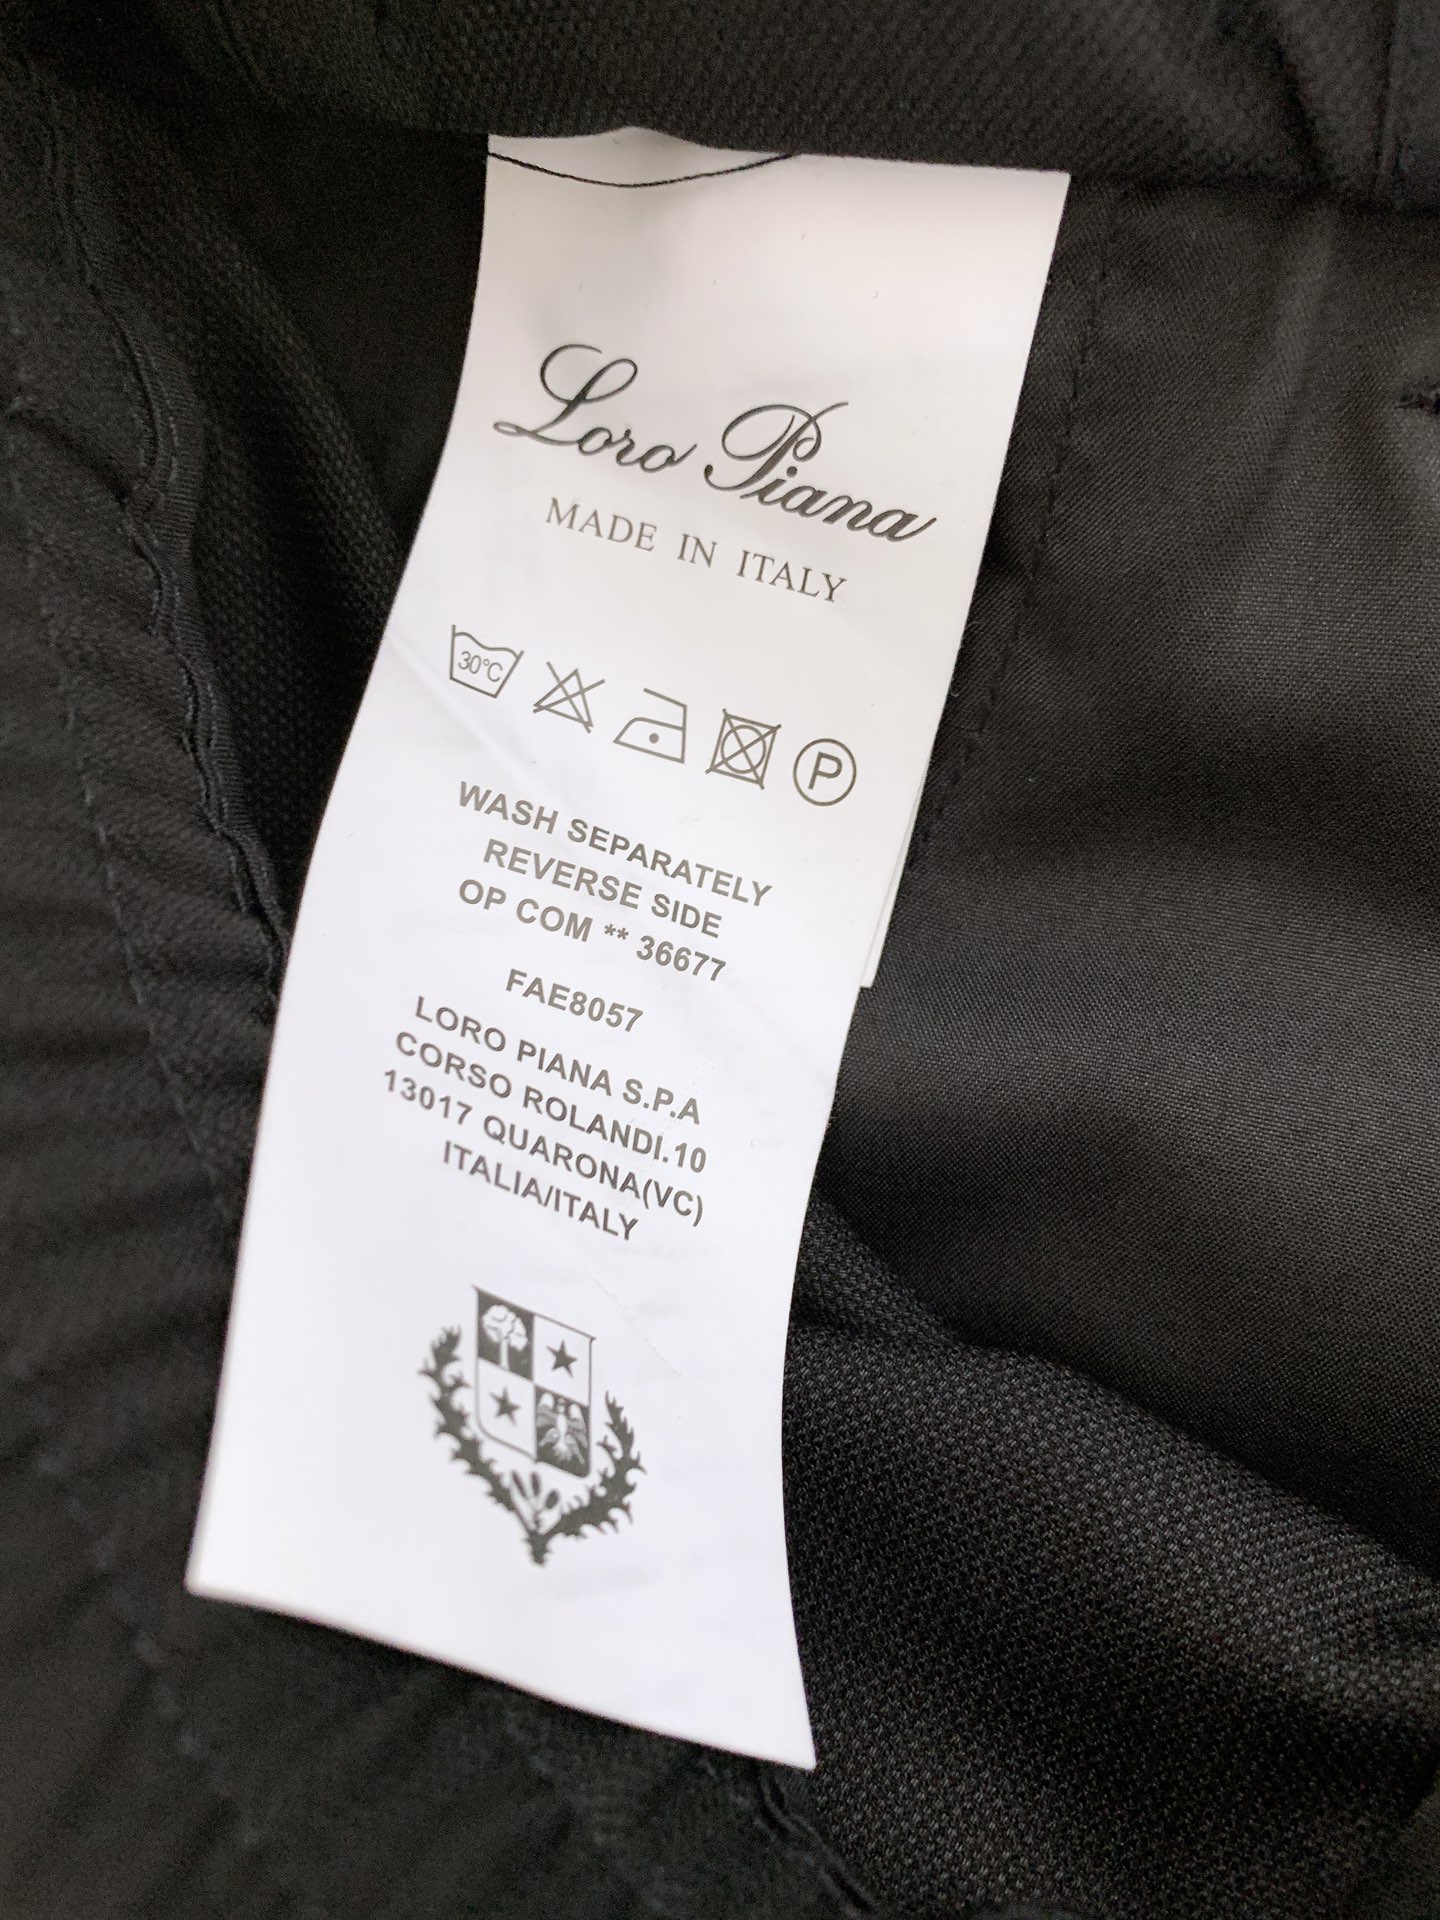 Loro Piana
MADE IN ITALY
30°C
P
WASH SEPARATELY
REVERSE SIDE
OP COM ** 36677
FAE8057
LORO PIANA S.P.A
CORSO ROLANDI.10
13017 QUARONA(VC)
ITALIA/ITALY